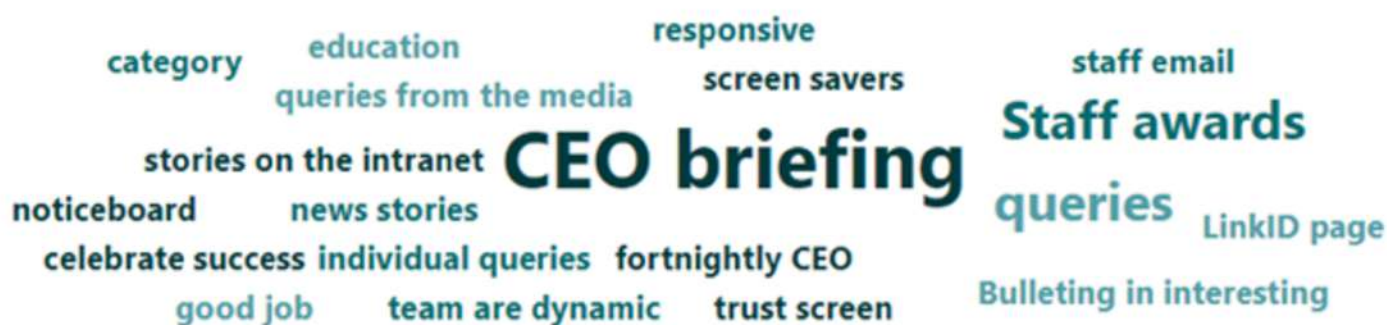 responsive
education
category
staff email
screen savers
queries from the media
Staff awards
stories on the intranet
CEO briefing
queries
noticeboard
news stories
LinkID page
celebrate success
individual queries
fortnightly CEO
Bulleting in interesting
good job
team are dynamic
trust screen